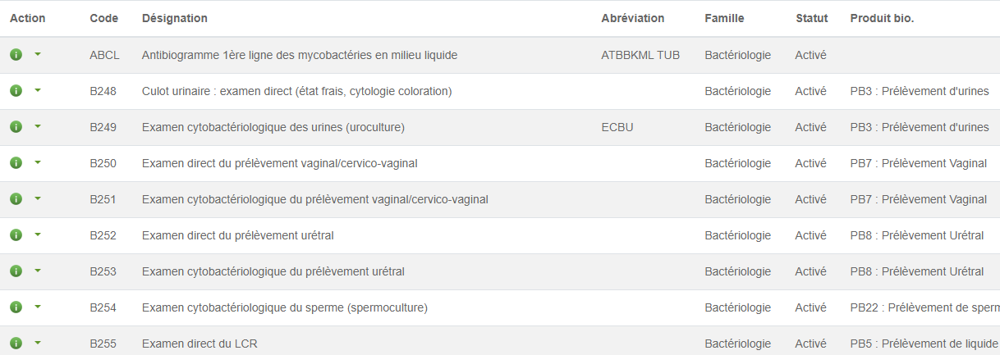 Action Code Désignation Abréviation Famille Statut Produit bio.
ABCL Antibiogramme 1ère ligne des mycobactéries en milieu liquide ATBBKML TUB Bactériologie Activé
B248 Culot urinaire : examen direct (état frais, cytologie coloration) Bactériologie Activé PB3 : Prélèvement d'urines
B249 Examen cytobactériologique des urines (uroculture) ECBU Bactériologie Activé PB3 : Prélèvement d'urines
B250 Examen direct du prélèvement vaginal/cervico-vaginal Bactériologie Activé PB7 : Prélèvement Vaginal
B251 Examen cytobactériologique du prélèvement vaginal/cervico-vaginal Bactériologie Activé PB7 : Prélèvement Vaginal
B252 Examen direct du prélèvement urétral Bactériologie Activé PB8 : Prélèvement Urétral
B253 Examen cytobactériologique du prélèvement urétral Bactériologie Activé PB8 : Prélèvement Urétral
B254 Examen cytobactériologique du sperme (spermoculture) Bactériologie Activé PB22 : Prélèvement de
B255 Examen direct du LCR Bactériologie Activé PB5 : Prélèvement de liquide